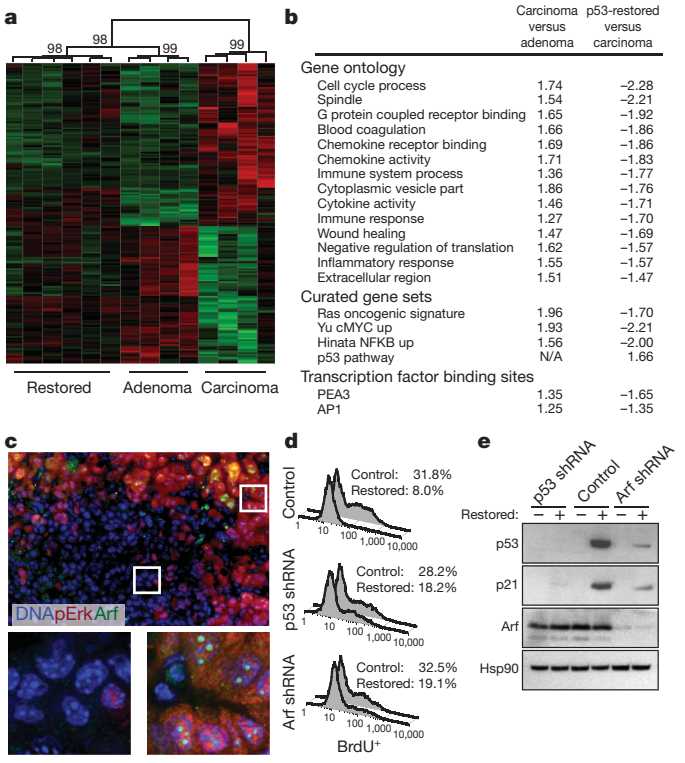 a
98
98
99
99
Restored
Adenoma
Carcinoma
b
Carcinoma versus adenoma
p53-restored versus carcinoma
Gene ontology
Cell cycle process 1.74 –2.28
Spindle 1.54 –2.21
G protein coupled receptor binding 1.65 –1.92
Blood coagulation 1.66 –1.86
Chemokine receptor binding 1.69 –1.86
Chemokine activity 1.71 –1.83
Immune system process 1.36 –1.77
Cytoplasmic vesicle part 1.86 –1.76
Cytokine activity 1.46 –1.71
Immune response 1.27 –1.70
Wound healing 1.47 –1.69
Negative regulation of translation 1.62 –1.57
Inflammatory response 1.55 –1.57
Extracellular region 1.51 –1.47
Curated gene sets
Ras oncogenic signature 1.96 –1.70
Yu cMYC up 1.93 –2.21
Hinata NFKB up 1.56 –2.00
p53 pathway N/A 1.66
Transcription factor binding sites
PEA3 1.35 –1.65
AP1 1.25 –1.35
c
DNApErkArf
d
Control
Control: 31.8%
Restored: 8.0%
1 10 100 1,000 10,000
p53 shRNA
Control: 28.2%
Restored: 18.2%
1 10 100 1,000 10,000
Arf shRNA
Control: 32.5%
Restored: 19.1%
1 10 100 1,000 10,000
BrdU+
e
p53 shRNA
Control
Arf shRNA
Restored: – + – + – +
p53
p21
Arf
Hsp90